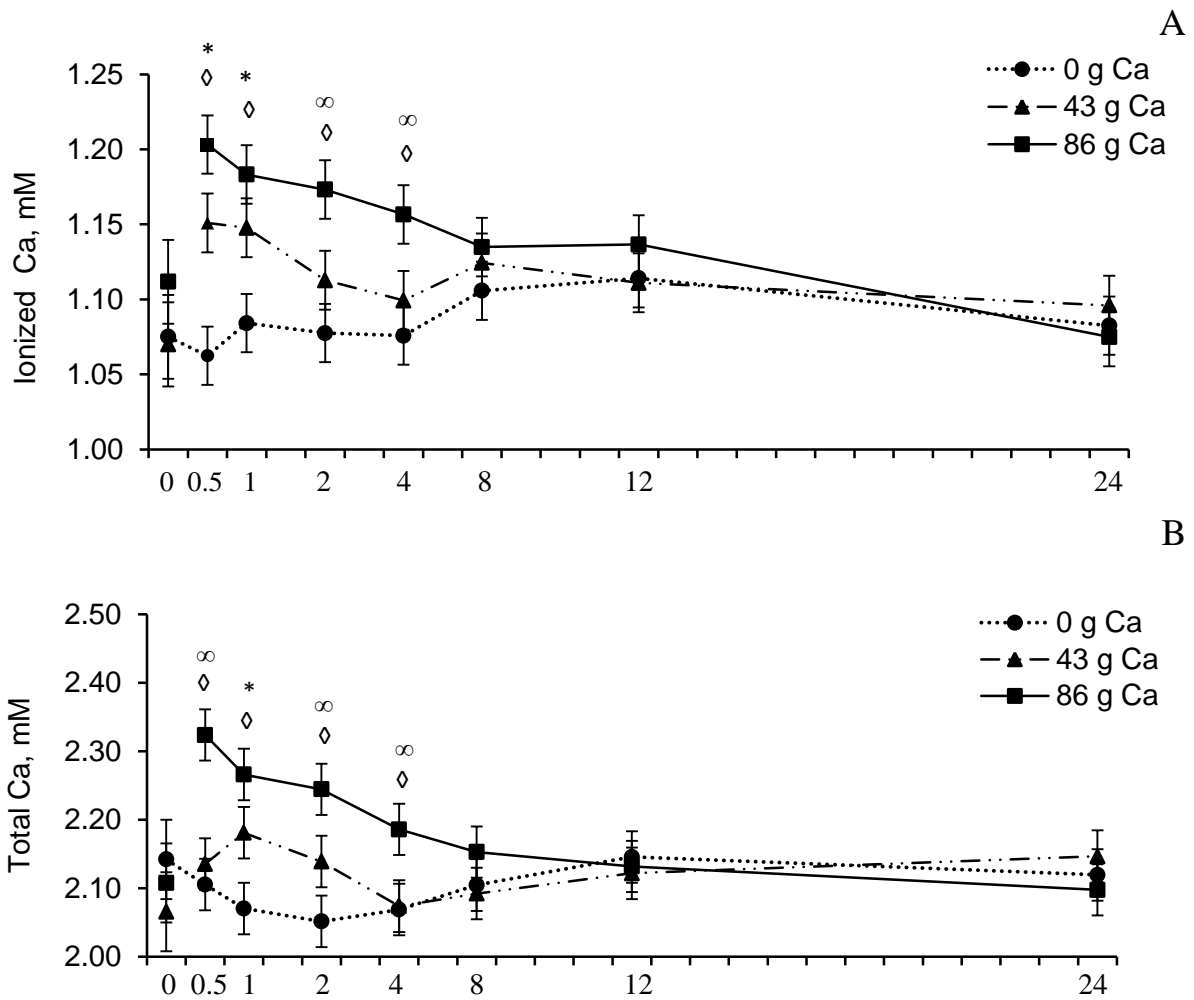 A
1.25
1.20
1.15
1.10
1.05
1.00
Ionized Ca, mM
* * ∞ ∞
◊ ◊ ◊ ◊
0 g Ca
43 g Ca
86 g Ca
0 0.5 1 2 4 8 12 24
B
2.50
2.40
2.30
2.20
2.10
2.00
Total Ca, mM
∞ * ∞ ∞
◊ ◊ ◊ ◊
0 g Ca
43 g Ca
86 g Ca
0 0.5 1 2 4 8 12 24